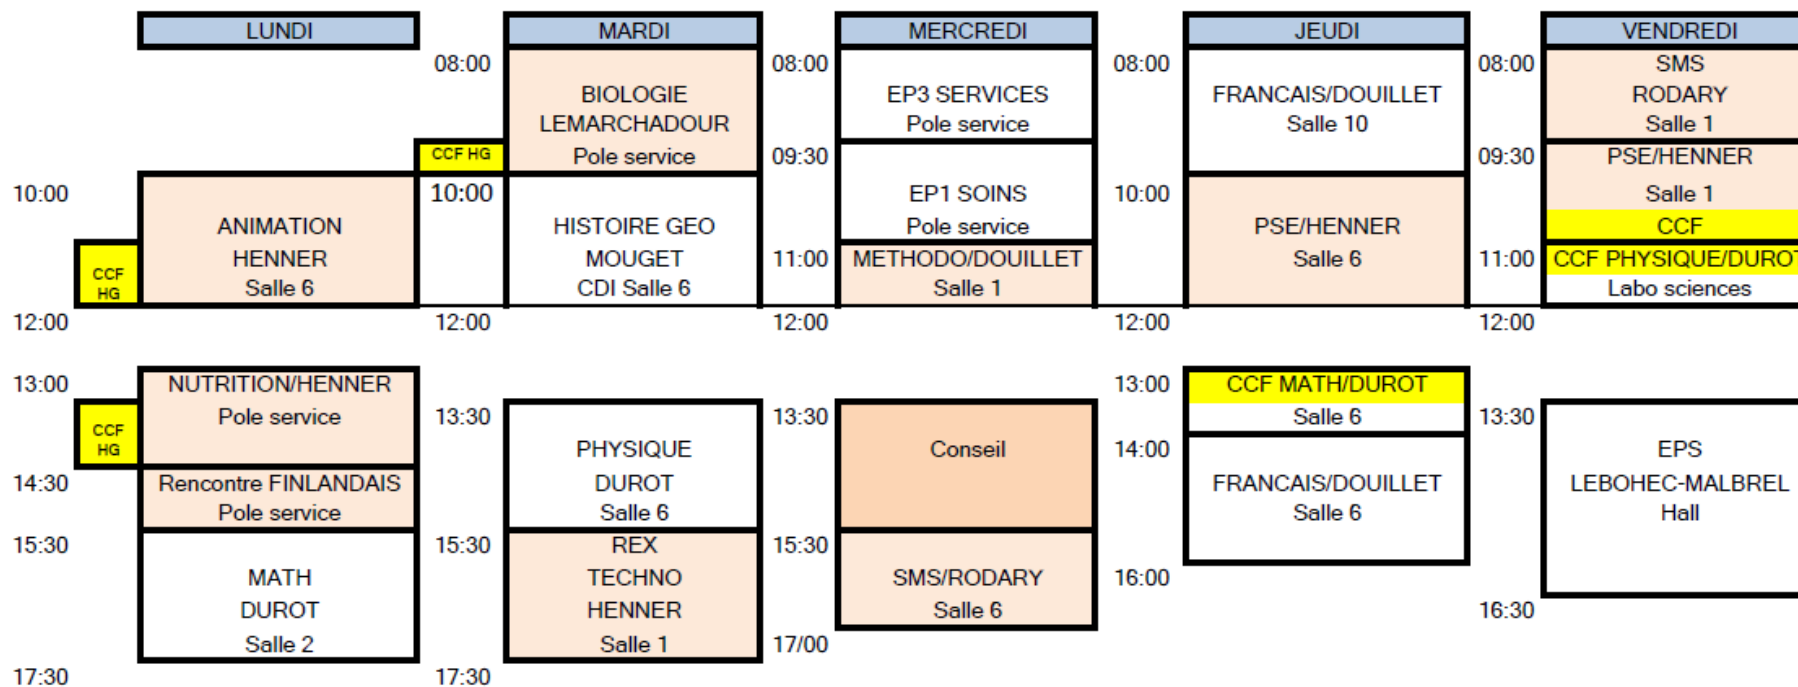 LUNDI
MARDI
MERCREDI
JEUDI
VENDREDI
08:00
08:00
08:00
08:00
SMS
BIOLOGIE
EP3 SERVICES
FRANCAIS/DOUILLET
RODARY
LEMARCHADOUR
Pole service
Salle 10
Salle 1
CCF HG
Pole service
09:30
09:30
PSE/HENNER
10:00
10:00
EP1 SOINS
10:00
Salle 1
ANIMATION
HISTOIRE GEO
Pole service
PSE/HENNER
CCF
CCF
HG
HENNER
MOUGET
11:00
METHODO/DOUILLET
Salle 6
11:00
CCF PHYSIQUE/DUROT
Salle 6
CDI Salle 6
Salle 1
Labo sciences
12:00
12:00
12:00
12:00
12:00
13:00
NUTRITION/HENNER
13:00
CCF MATH/DUROT
CCF
HG
Pole service
13:30
13:30
Salle 6
13:30
PHYSIQUE
Conseil
14:00
EPS
14:30
Rencontre FINLANDAIS
DUROT
FRANCAIS/DOUILLET
LEBOHEC-MALBREL
Pole service
Salle 6
Salle 6
Hall
15:30
15:30
REX
15:30
MATH
TECHNO
SMS/RODARY
16:00
DUROT
HENNER
Salle 6
16:30
Salle 2
Salle 1
17/00
17:30
17:30